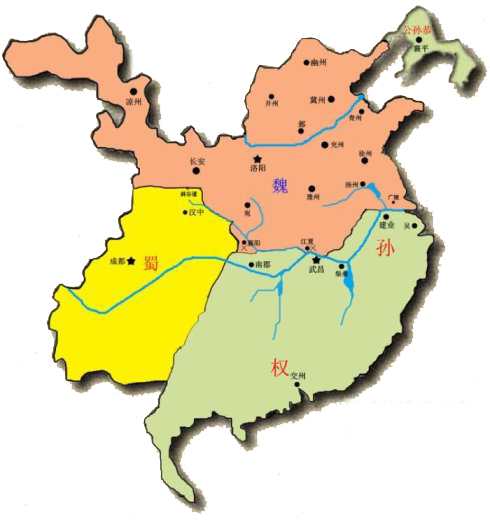 公孙恭
襄平
幽州
凉州
并州
冀州
青州
邺
兖州
洛阳
徐州
长安
魏
扬州
豫州
斜谷道
广陵
汉中
宛
建业
吴
襄阳
江夏
孙
成都
蜀
南郡
武昌
柴桑
权
交州